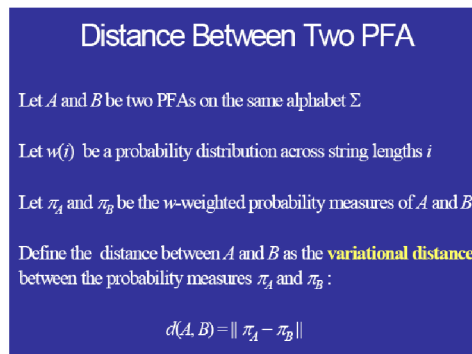 Distance Between Two PFA
Let A and B be two PFAs on the same alphabet Σ
Let w(i) be a probability distribution across string lengths i
Let π_A and π_B be the w-weighted probability measures of A and B
Define the distance between A and B as the variational distance
between the probability measures π_A and π_B :
d(A, B) = || π_A − π_B ||